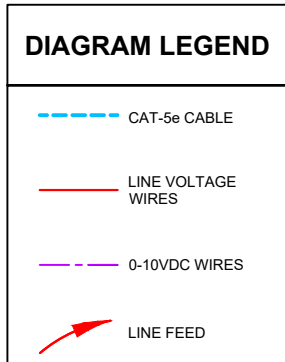 DIAGRAM LEGEND
CAT-5e CABLE
LINE VOLTAGE
WIRES
0-10VDC WIRES
LINE FEED